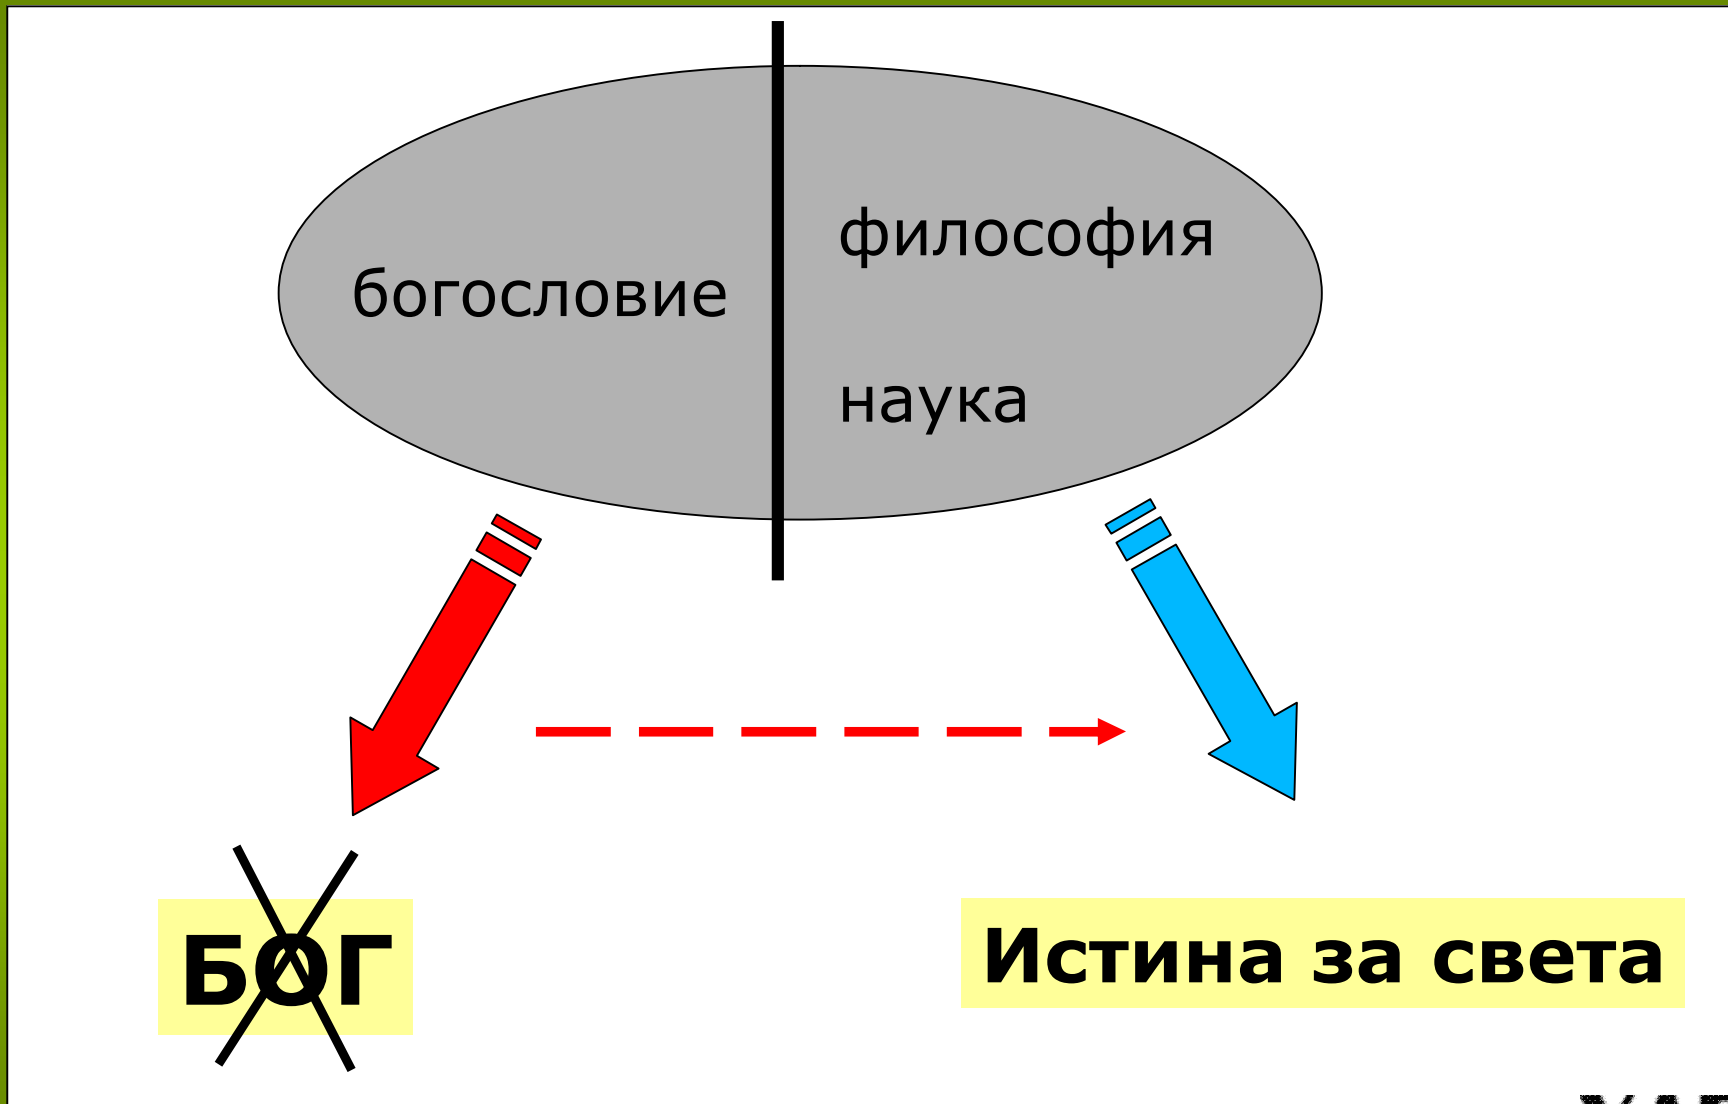 философия
богословие
наука
БОГ
Истина за света